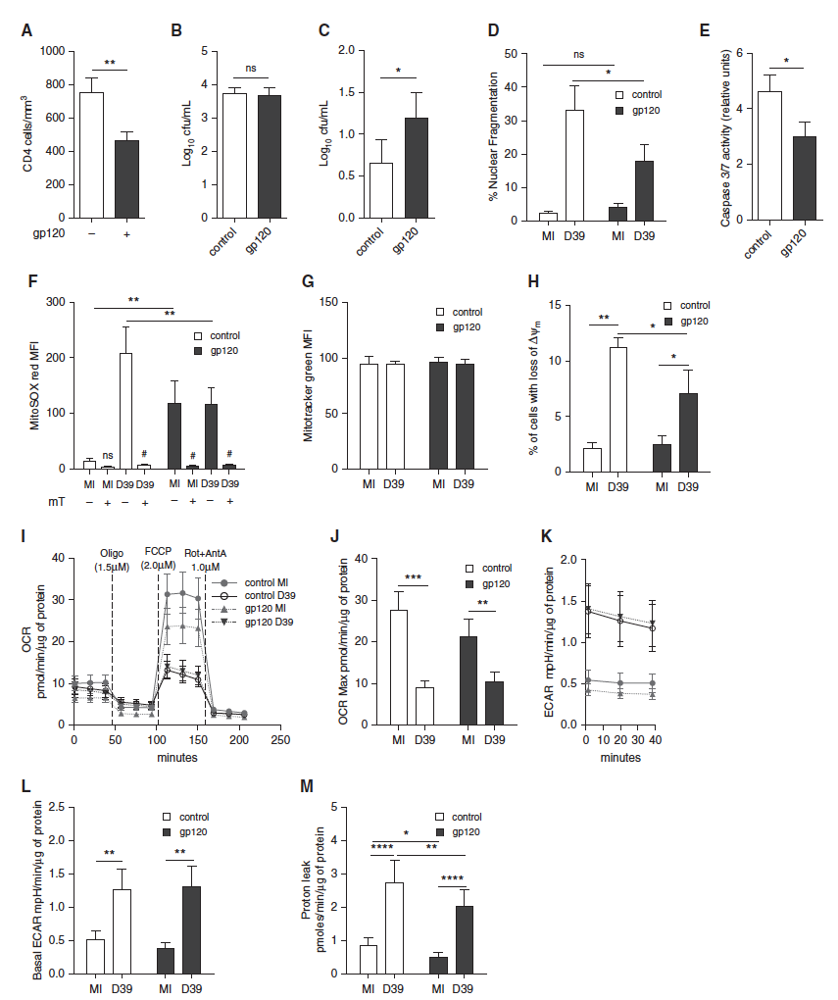 A
CD4 cells/mm³
1000
800
600
400
200
0
**
gp120 – +
B
Log₁₀ cfu/mL
5
4
3
2
1
0
ns
control gp120
C
Log₁₀ cfu/mL
2.0
1.5
1.0
0.5
0.0
*
control gp120
D
% Nuclear Fragmentation
50
40
30
20
10
0
ns
*
control
gp120
MI D39 MI D39
E
Caspase 3/7 activity (relative units)
6
4
2
0
*
control gp120
F
MitoSOX red MFI
300
200
100
0
**
**
control
gp120
ns # # #
MI MI D39 D39 MI MI D39 D39
mT – + – + – + – +
G
Mitotracker green MFI
150
100
50
0
control
gp120
MI D39 MI D39
H
% of cells with loss of Δψm
15
10
5
0
** * *
control
gp120
MI D39 MI D39
I
OCR
pmol/min/µg of protein
40
30
20
10
0
Oligo
(1.5µM)
FCCP
(2.0µM)
Rot+AntA
1.0µM
control MI
control D39
gp120 MI
gp120 D39
0 50 100 150 200 250
minutes
J
OCR Max pmol/min/µg of protein
40
30
20
10
0
***
**
control
gp120
MI D39 MI D39
K
ECAR mpH/min/µg of protein
2.0
1.5
1.0
0.5
0.0
0 10 20 30 40
minutes
L
Basal ECAR mpH/min/µg of protein
2.5
2.0
1.5
1.0
0.5
0.0
** **
control
gp120
MI D39 MI D39
M
Proton leak
pmoles/min/µg of protein
5
4
3
2
1
0
*
**** **
****
control
gp120
MI D39 MI D39